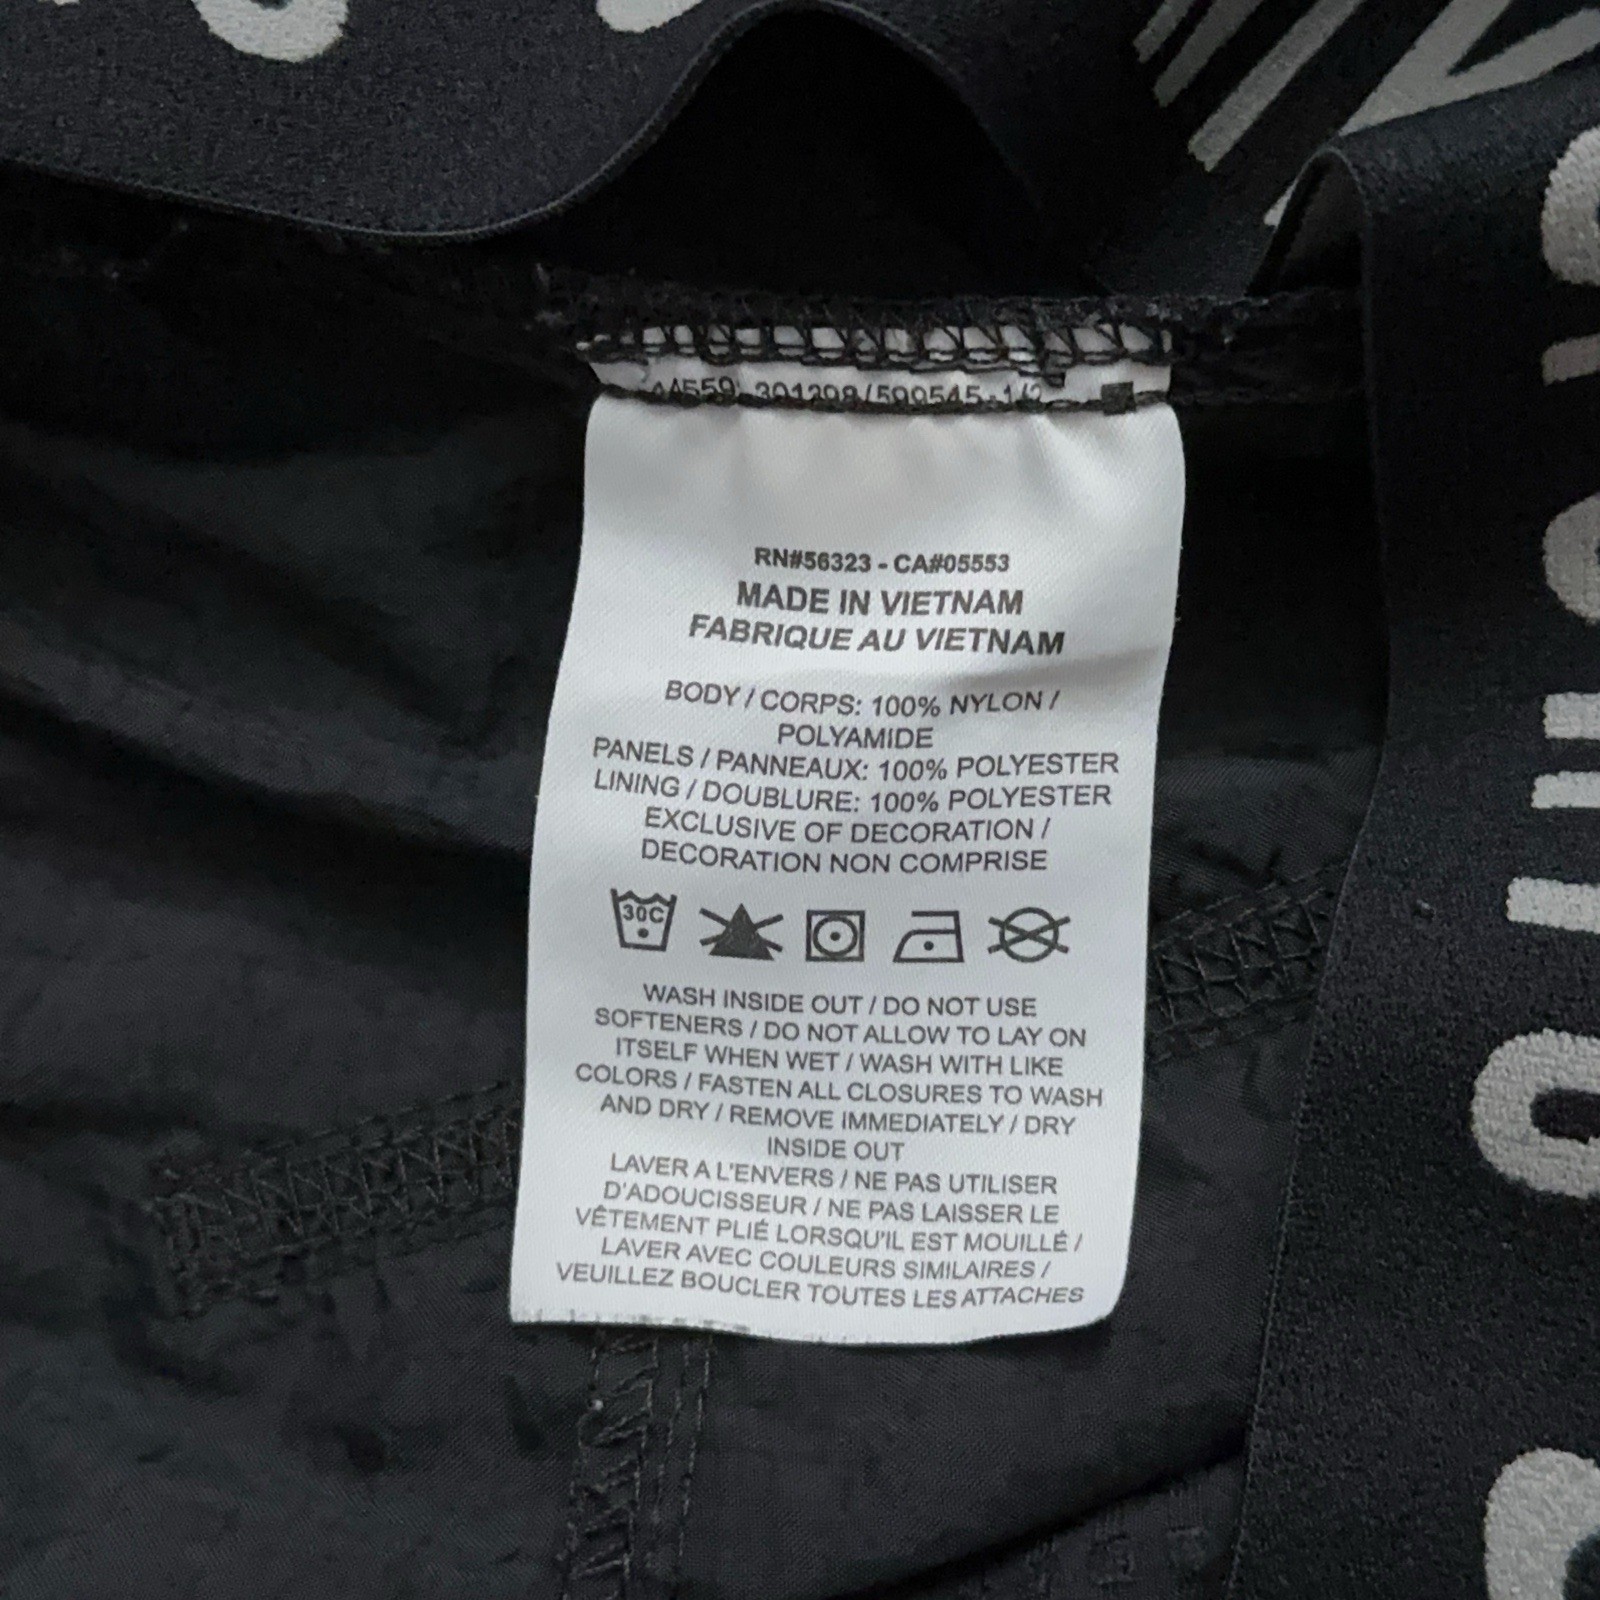 RN#56323 - CA#05553
MADE IN VIETNAM
FABRIQUE AU VIETNAM
BODY / CORPS: 100% NYLON /
POLYAMIDE
PANELS / PANNEAUX: 100% POLYESTER
LINING / DOUBLURE: 100% POLYESTER
EXCLUSIVE OF DECORATION /
DECORATION NON COMPRISE
30C
WASH INSIDE OUT / DO NOT USE
SOFTENERS / DO NOT ALLOW TO LAY ON
ITSELF WHEN WET / WASH WITH LIKE
COLORS / FASTEN ALL CLOSURES TO WASH
AND DRY / REMOVE IMMEDIATELY / DRY
INSIDE OUT
LAVER A L'ENVERS / NE PAS UTILISER
D'ADOUCISSEUR / NE PAS LAISSER LE
VÊTEMENT PLIÉ LORSQU'IL EST MOUILLÉ /
LAVER AVEC COULEURS SIMILAIRES /
VEUILLEZ BOUCLER TOUTES LES ATTACHES